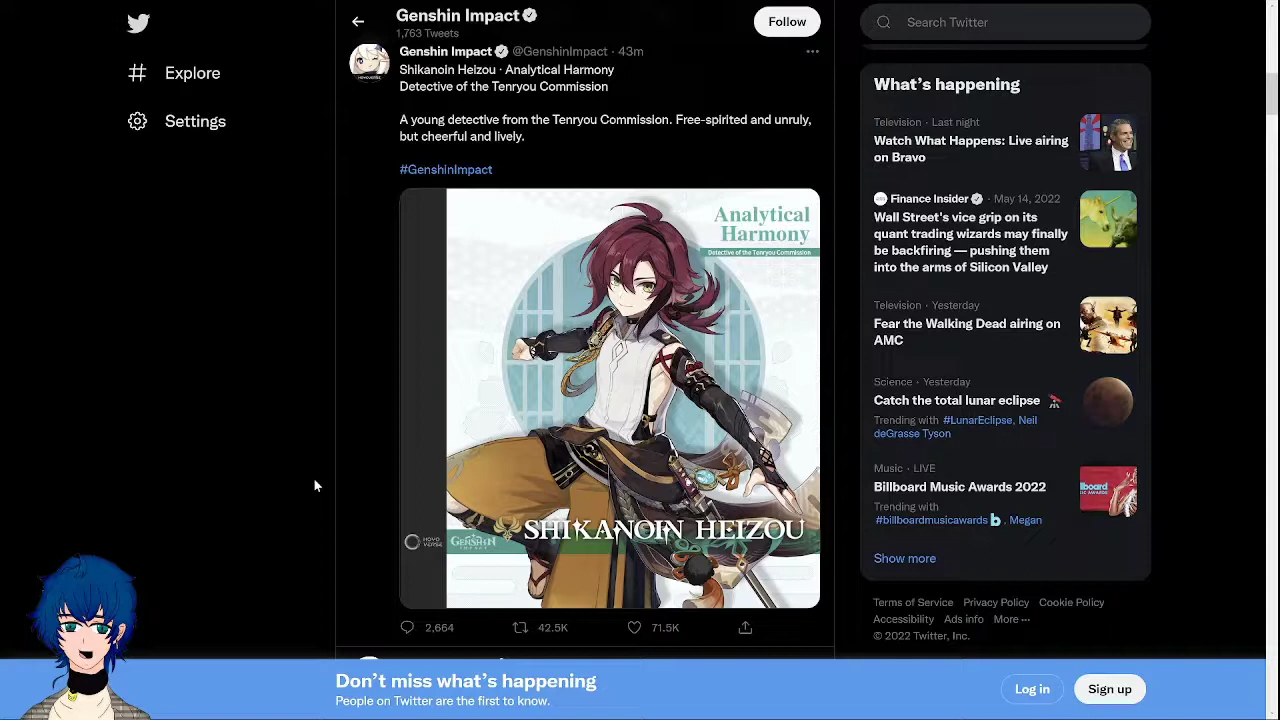 Genshin Impact
1,763 Tweets
Follow
Search Twitter
Explore
Settings
Genshin Impact @GenshinImpact · 43m
Shikanoin Heizou · Analytical Harmony
Detective of the Tenryou Commission
A young detective from the Tenryou Commission. Free-spirited and unruly,
but cheerful and lively.
#GenshinImpact
Analytical
Harmony
Detective of the Tenryou Commission
HOYO
VERSE
GENSHIN
IMPACT
SHIKANOIN HEIZOU
2,664
42.5K
71.5K
What's happening
Television · Last night
Watch What Happens: Live airing
on Bravo
Finance Insider · May 14, 2022
Wall Street's vice grip on its
quant trading wizards may finally
be backfiring — pushing them
into the arms of Silicon Valley
Television · Yesterday
Fear the Walking Dead airing on
AMC
Science · Yesterday
Catch the total lunar eclipse
Trending with #LunarEclipse, Neil
deGrasse Tyson
Music · LIVE
Billboard Music Awards 2022
Trending with
#billboardmusicawards , Megan
Show more
Terms of Service Privacy Policy Cookie Policy
Accessibility Ads info More ···
© 2022 Twitter, Inc.
Don't miss what's happening
People on Twitter are the first to know.
Log in
Sign up